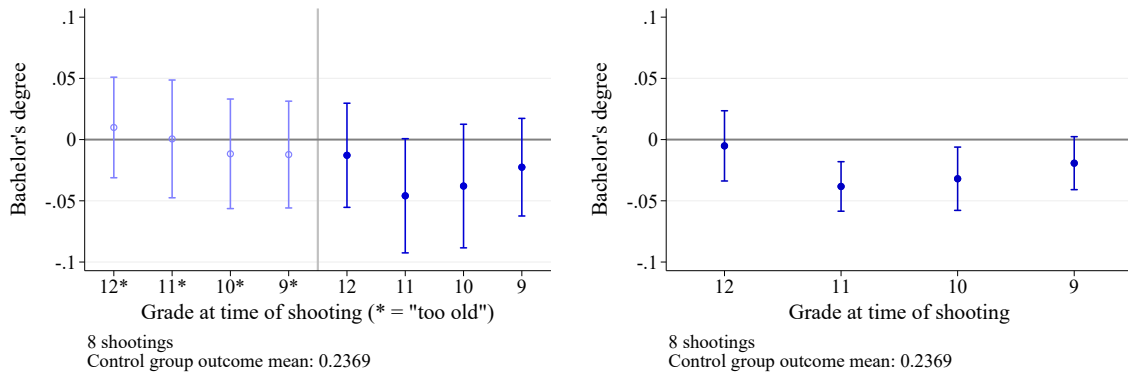 Bachelor's degree
.1
.05
0
-.05
-.1
12* 11* 10* 9* 12 11 10 9
Grade at time of shooting (* = "too old")
8 shootings
Control group outcome mean: 0.2369
Bachelor's degree
.1
.05
0
-.05
-.1
12 11 10 9
Grade at time of shooting
8 shootings
Control group outcome mean: 0.2369